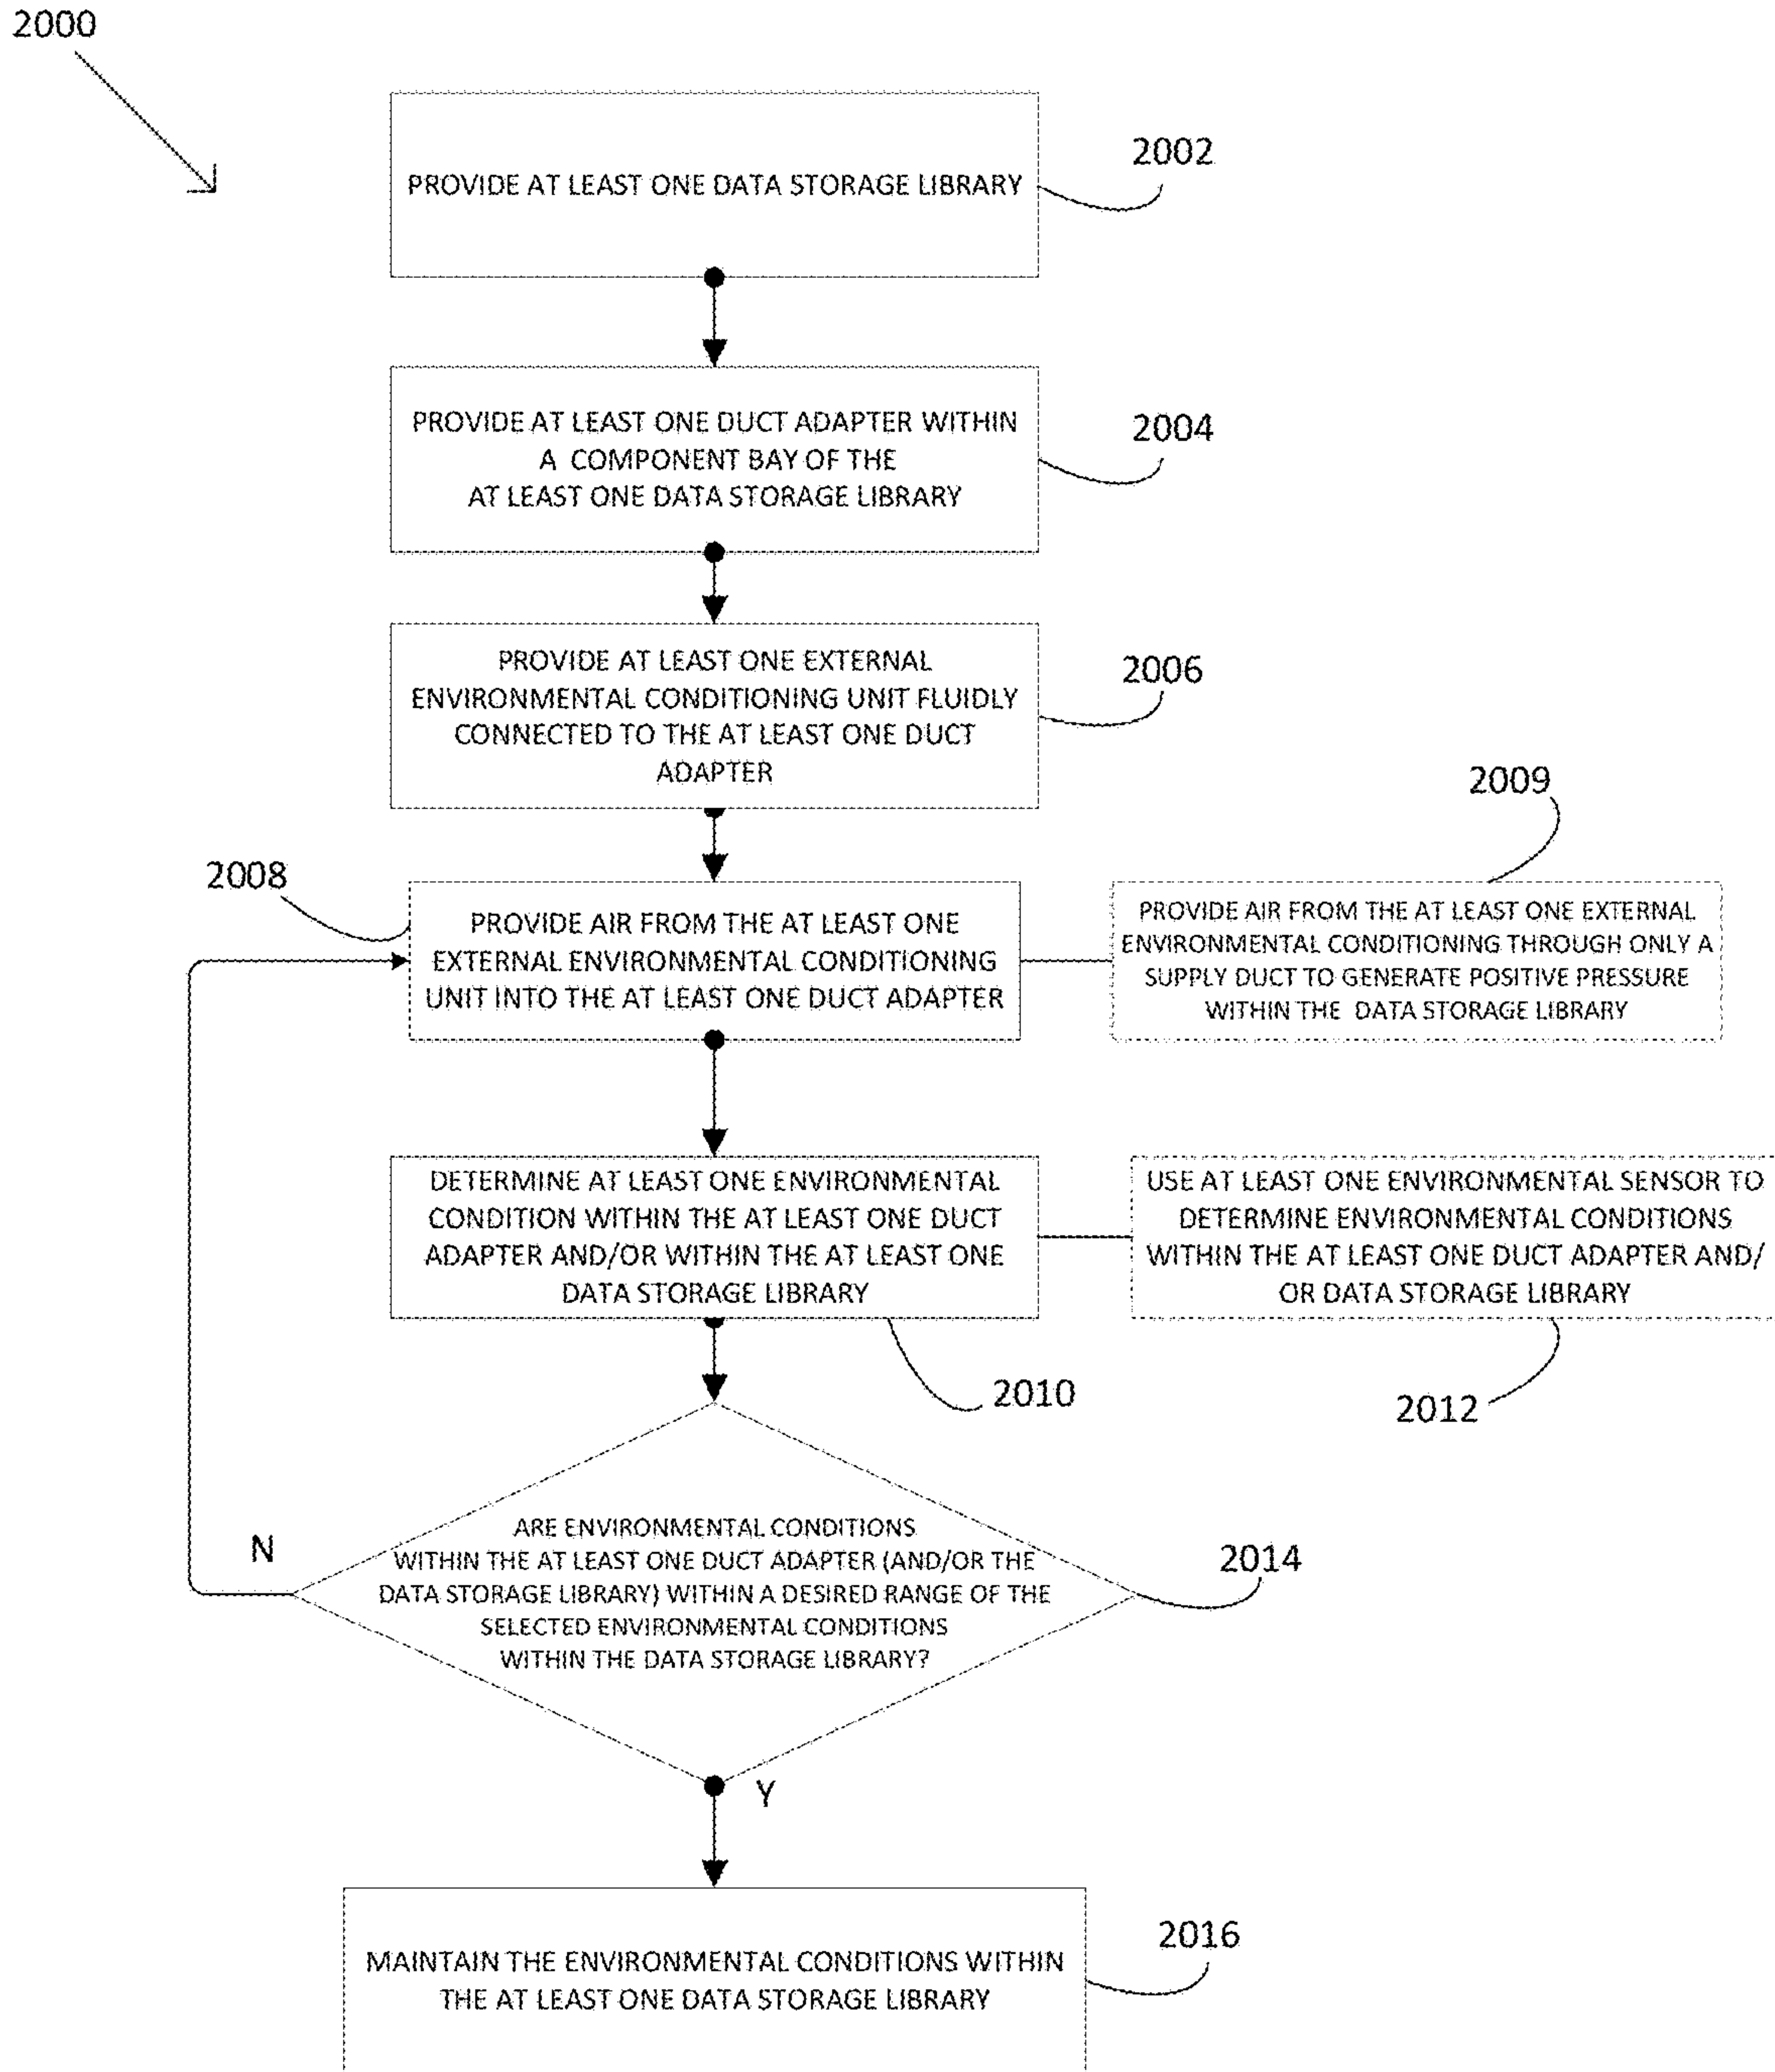 2000
PROVIDE AT LEAST ONE DATA STORAGE LIBRARY
2002
PROVIDE AT LEAST ONE DUCT ADAPTER WITHIN
A COMPONENT BAY OF THE
AT LEAST ONE DATA STORAGE LIBRARY
2004
PROVIDE AT LEAST ONE EXTERNAL
ENVIRONMENTAL CONDITIONING UNIT FLUIDLY
CONNECTED TO THE AT LEAST ONE DUCT
ADAPTER
2006
2008
PROVIDE AIR FROM THE AT LEAST ONE
EXTERNAL ENVIRONMENTAL CONDITIONING
UNIT INTO THE AT LEAST ONE DUCT ADAPTER
2009
PROVIDE AIR FROM THE AT LEAST ONE EXTERNAL
ENVIRONMENTAL CONDITIONING THROUGH ONLY A
SUPPLY DUCT TO GENERATE POSITIVE PRESSURE
WITHIN THE DATA STORAGE LIBRARY
DETERMINE AT LEAST ONE ENVIRONMENTAL
CONDITION WITHIN THE AT LEAST ONE DUCT
ADAPTER AND/OR WITHIN THE AT LEAST ONE
DATA STORAGE LIBRARY
2010
USE AT LEAST ONE ENVIRONMENTAL SENSOR TO
DETERMINE ENVIRONMENTAL CONDITIONS
WITHIN THE AT LEAST ONE DUCT ADAPTER AND/
OR DATA STORAGE LIBRARY
2012
ARE ENVIRONMENTAL CONDITIONS
WITHIN THE AT LEAST ONE DUCT ADAPTER (AND/OR THE
DATA STORAGE LIBRARY) WITHIN A DESIRED RANGE OF THE
SELECTED ENVIRONMENTAL CONDITIONS
WITHIN THE DATA STORAGE LIBRARY?
2014
N
Y
MAINTAIN THE ENVIRONMENTAL CONDITIONS WITHIN
THE AT LEAST ONE DATA STORAGE LIBRARY
2016